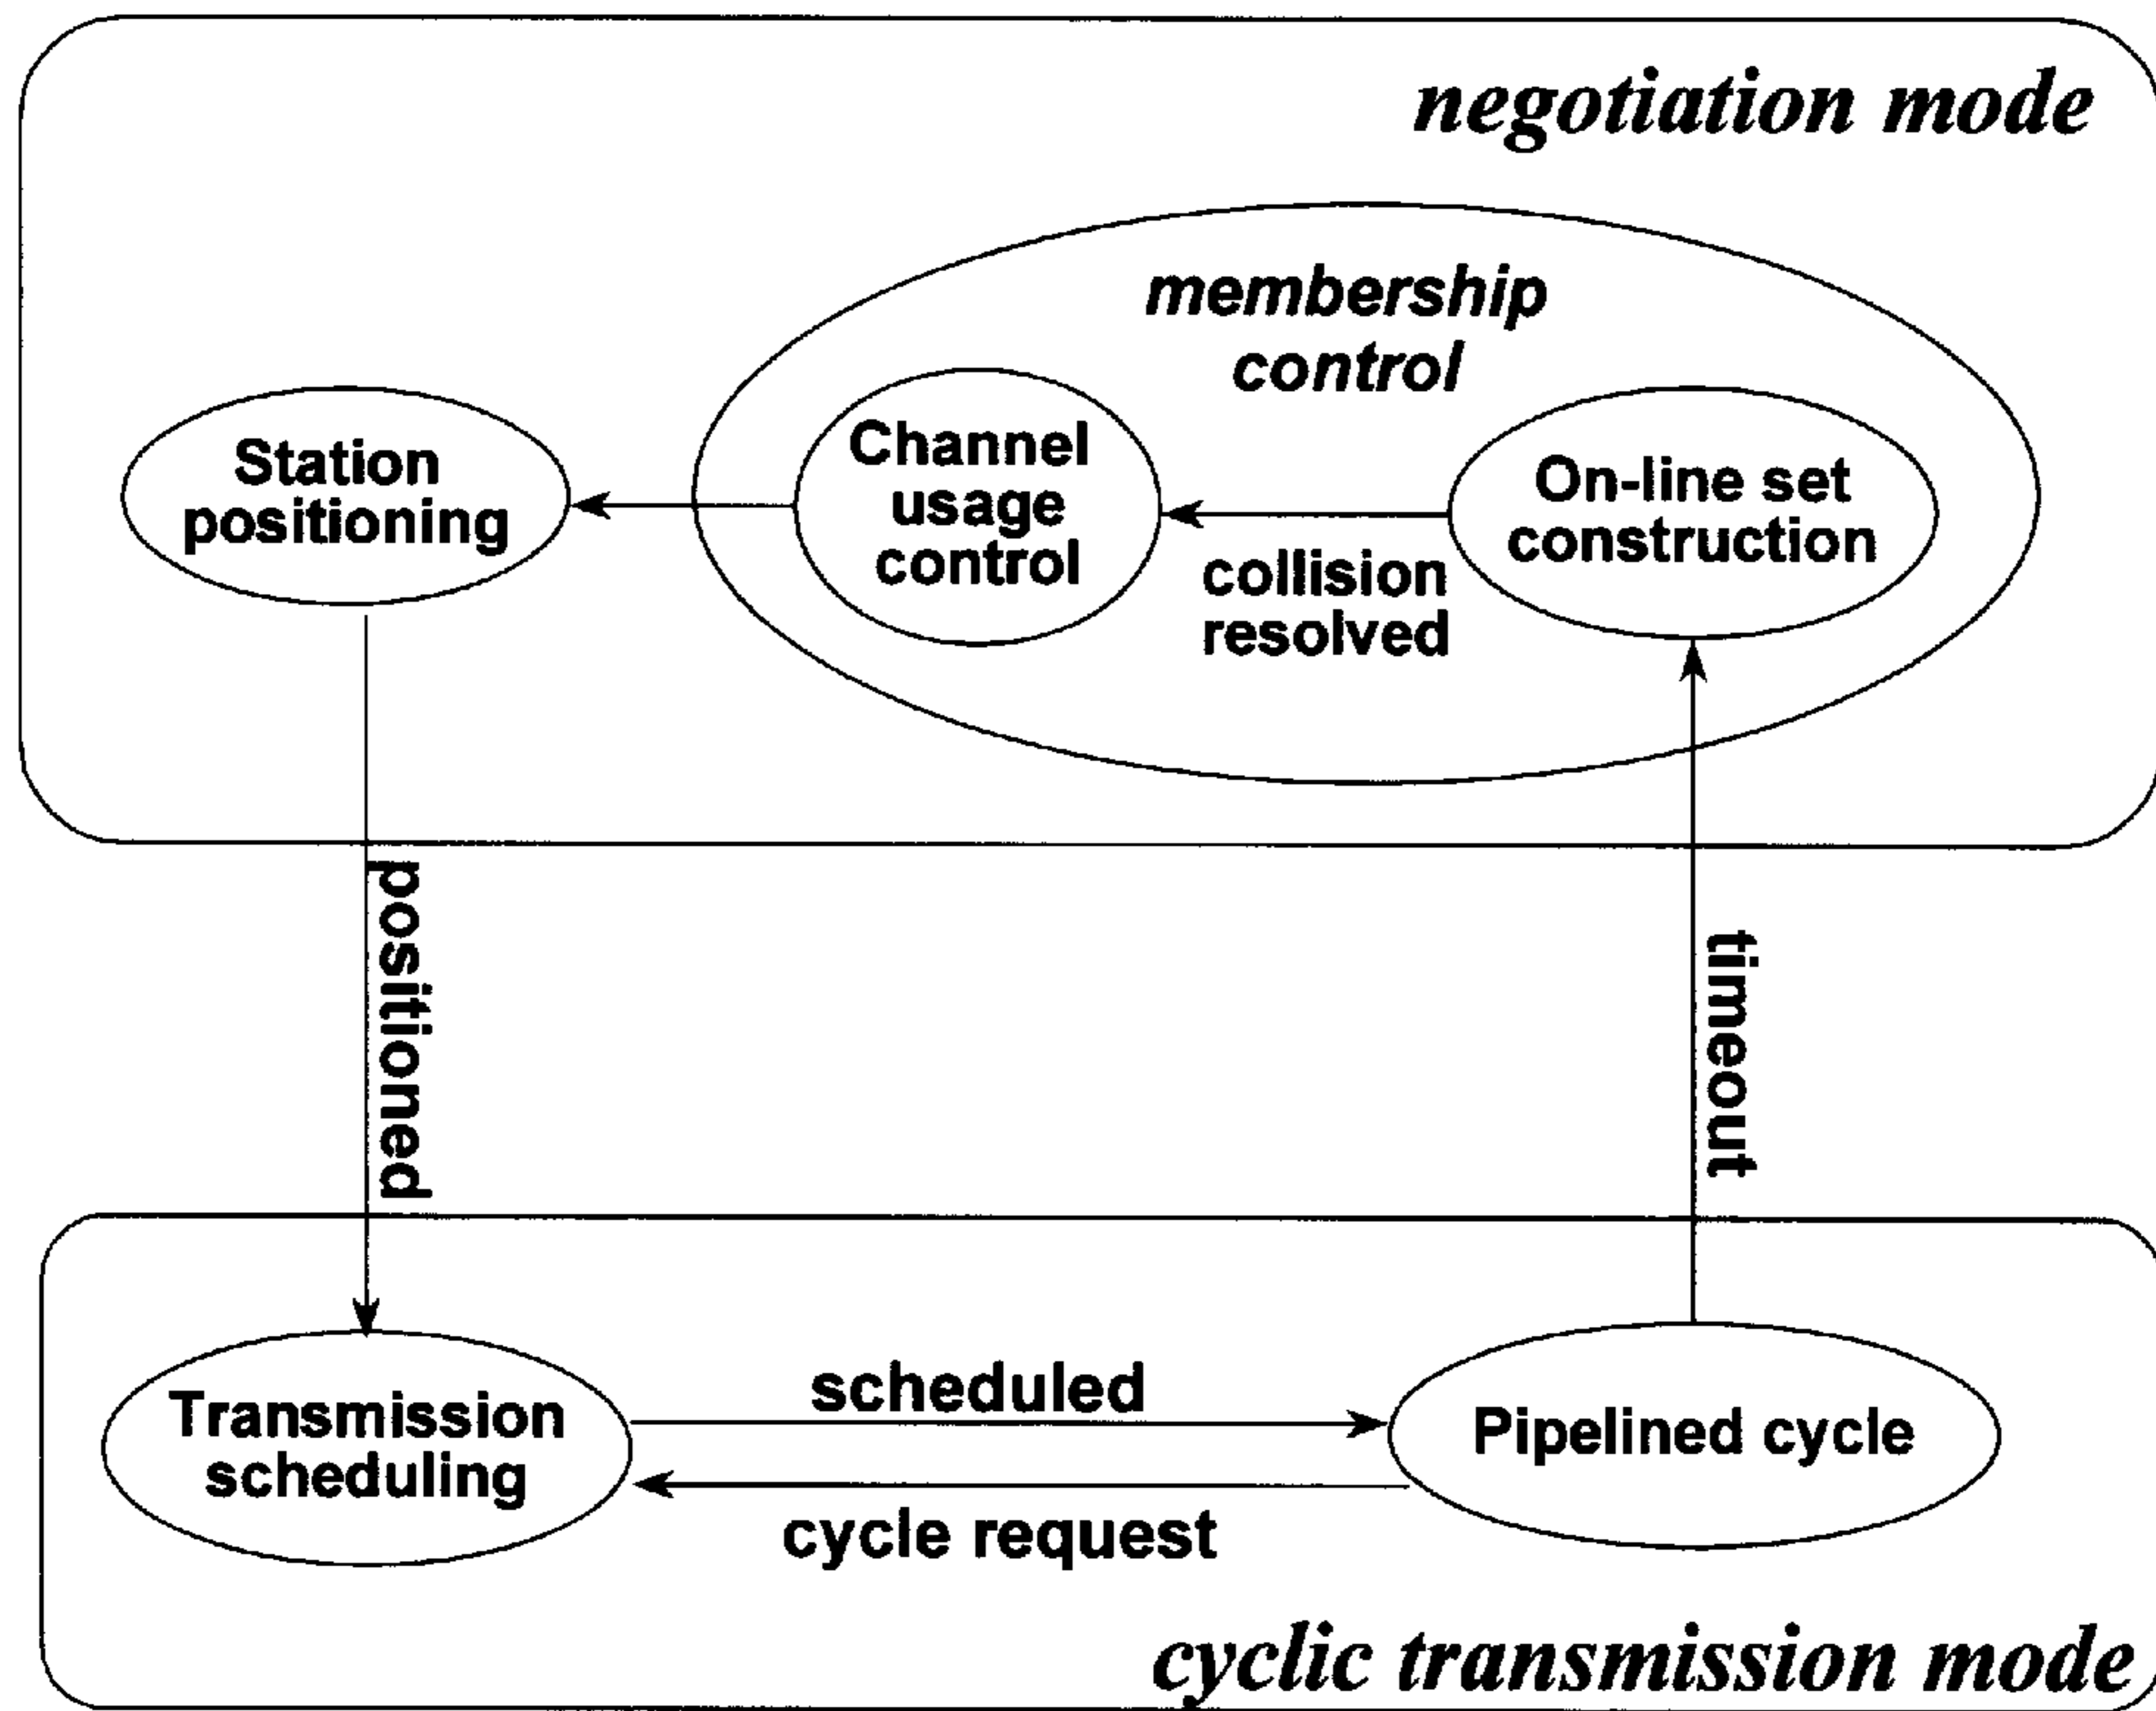 negotiation mode
membership
control
Station
positioning
Channel
usage
control
On-line set
construction
collision
resolved
positioned
timeout
Transmission
scheduling
scheduled
Pipelined cycle
cycle request
cyclic transmission mode